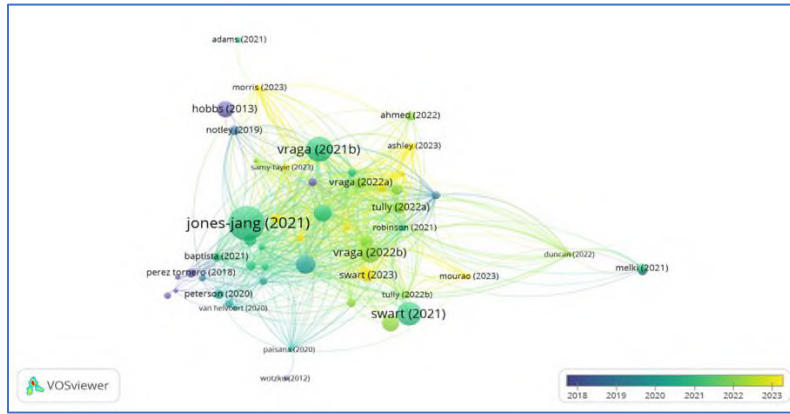 adams (2021)
morris (2023)
hobbs (2013)
ahmed (2022)
notley (2019)
vraga (2021b)
ashley (2023)
samy-tayie (2023)
vraga (2022a)
tully (2022a)
jones-jang (2021)
robinson (2021)
baptista (2021)
vraga (2022b)
duncan (2022)
perez tornero (2018)
swart (2023)
mourao (2023)
melki (2021)
peterson (2020)
tully (2022b)
van helvoort (2020)
swart (2021)
paisana (2020)
wotzko (2012)
VOSviewer
2018 2019 2020 2021 2022 2023